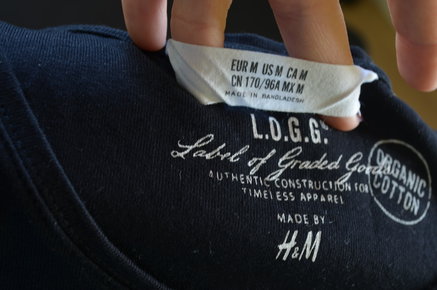 EUR M US M CA M
CN 170/96A MX M
MADE IN BANGLADESH
L.O.G.G.
Label of Graded Goods
AUTHENTIC CONSTRUCTION FOR
TIMELESS APPAREL
MADE BY
H&M
ORGANIC
COTTON